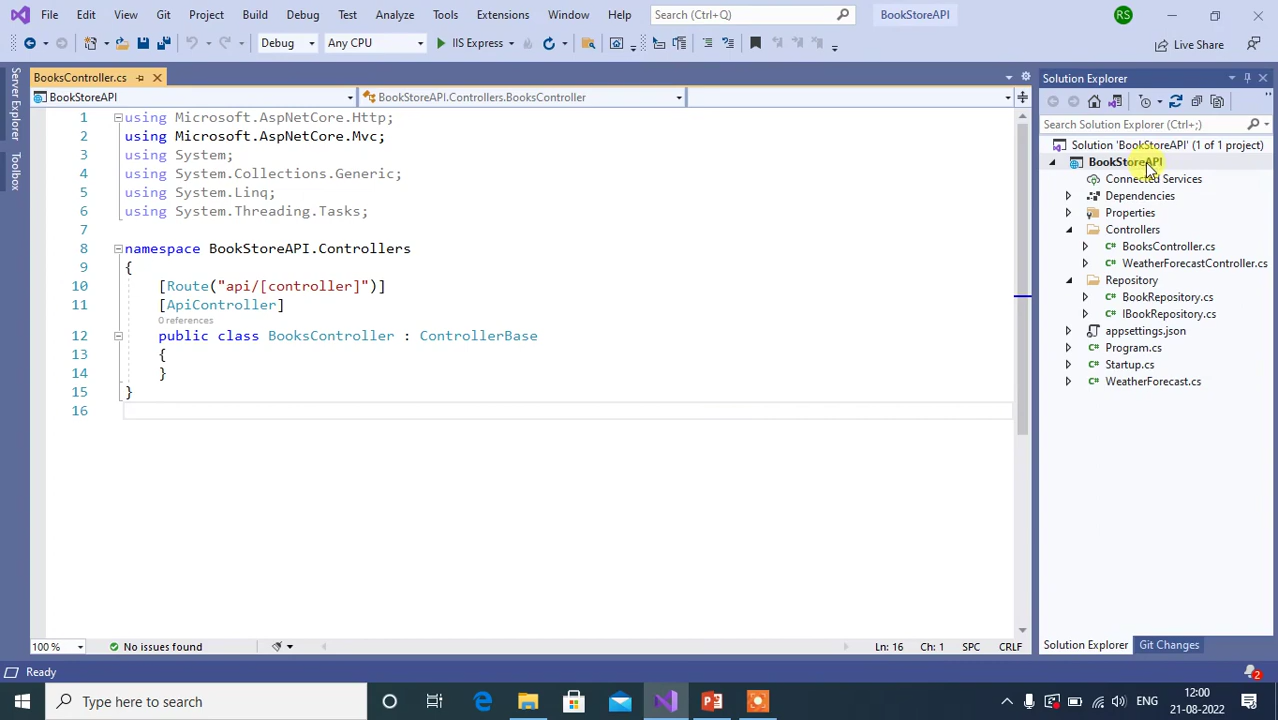 File Edit View Git Project Build Debug Test Analyze Tools Extensions Window Help Search (Ctrl+Q) BookStoreAPI RS
Debug Any CPU IIS Express Live Share
Server Explorer
Toolbox
BooksController.cs
BookStoreAPI BookStoreAPI.Controllers.BooksController
1 using Microsoft.AspNetCore.Http;
2 using Microsoft.AspNetCore.Mvc;
3 using System;
4 using System.Collections.Generic;
5 using System.Linq;
6 using System.Threading.Tasks;
7
8 namespace BookStoreAPI.Controllers
9 {
10 [Route("api/[controller]")]
11 [ApiController]
0 references
12 public class BooksController : ControllerBase
13 {
14 }
15 }
16
100 % No issues found Ln: 16 Ch: 1 SPC CRLF
Solution Explorer
Search Solution Explorer (Ctrl+;)
Solution 'BookStoreAPI' (1 of 1 project)
BookStoreAPI
Connected Services
Dependencies
Properties
Controllers
C# BooksController.cs
C# WeatherForecastController.cs
Repository
C# BookRepository.cs
C# IBookRepository.cs
appsettings.json
C# Program.cs
C# Startup.cs
C# WeatherForecast.cs
Solution Explorer Git Changes
Ready 2
Type here to search ENG 12:00
21-08-2022